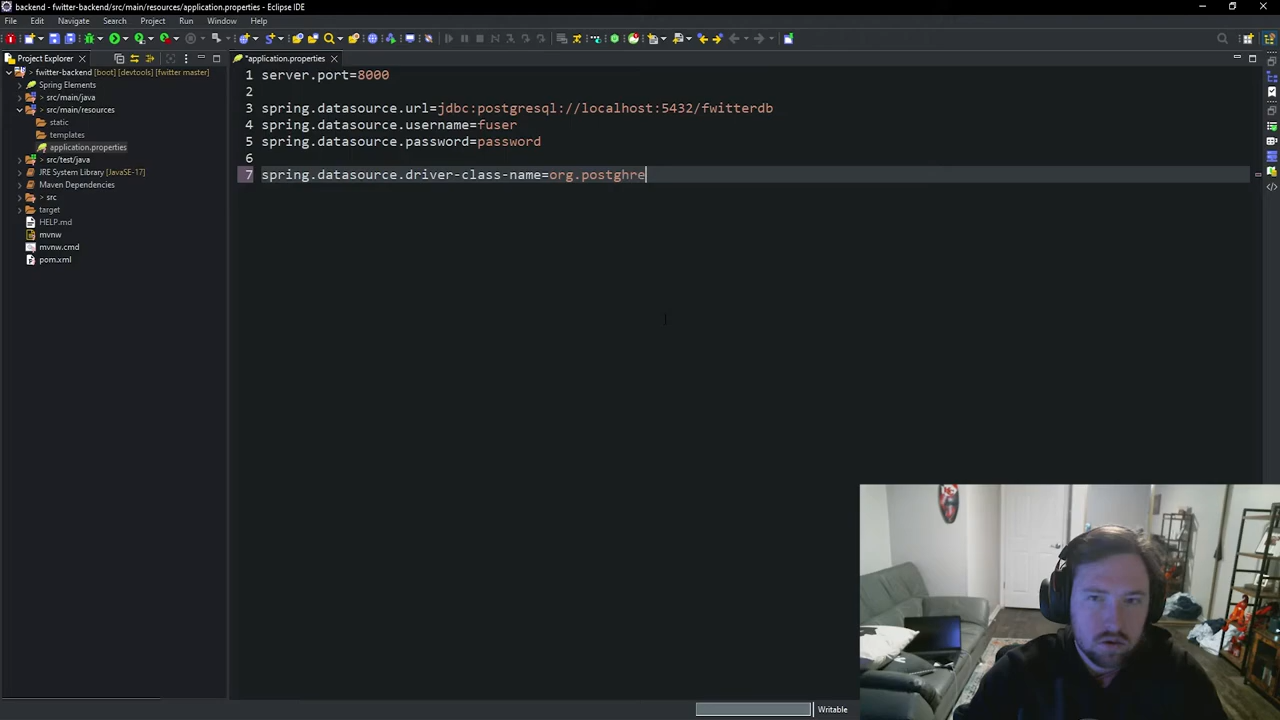 backend - fwitter-backend/src/main/resources/application.properties - Eclipse IDE
File Edit Navigate Search Project Run Window Help
Project Explorer
*application.properties
> fwitter-backend [boot] [devtools] [fwitter master]
Spring Elements
> src/main/java
> src/main/resources
static
templates
application.properties
> src/test/java
JRE System Library [JavaSE-17]
Maven Dependencies
> src
target
HELP.md
mvnw
mvnw.cmd
pom.xml
1 server.port=8000
2
3 spring.datasource.url=jdbc:postgresql://localhost:5432/fwitterdb
4 spring.datasource.username=fuser
5 spring.datasource.password=password
6
7 spring.datasource.driver-class-name=org.postghre
Writable